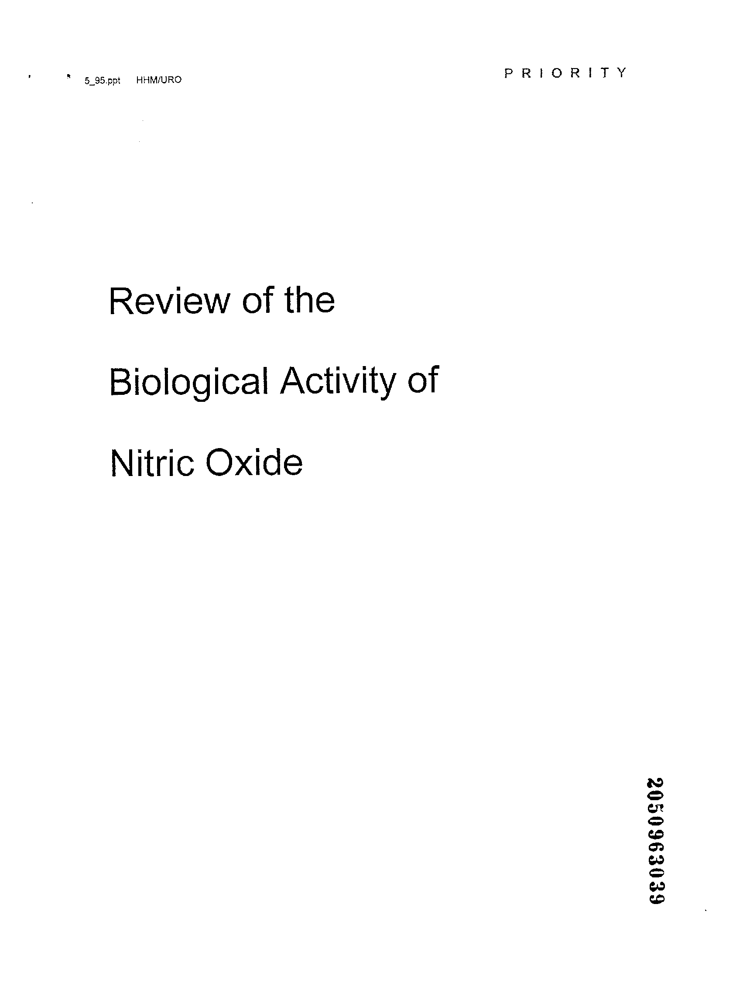 5_95.ppt HHM/URO
PRIORITY
Review of the
Biological Activity of
Nitric Oxide
2050963039